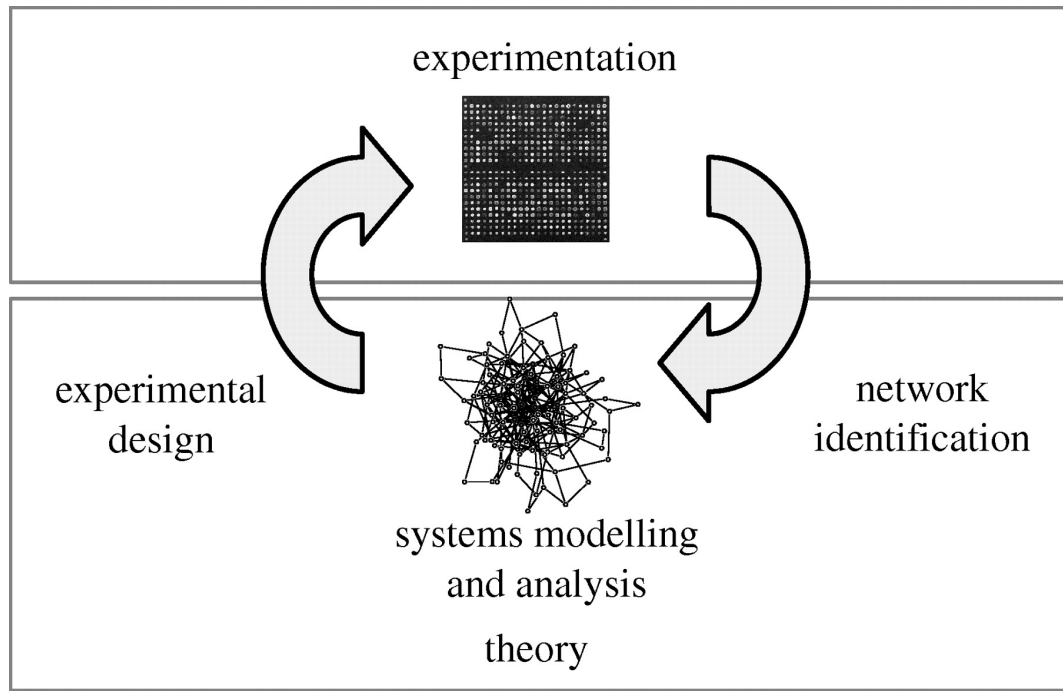 experimentation
experimental
design
network
identification
systems modelling
and analysis
theory